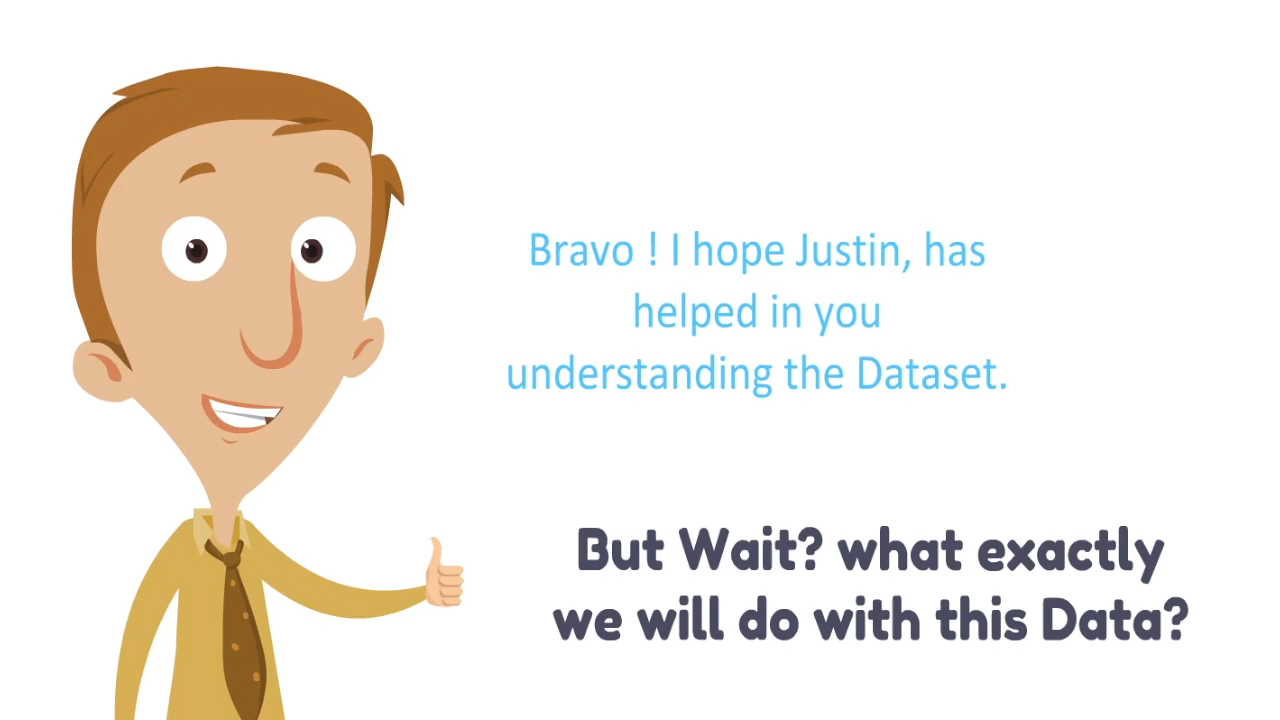 Bravo ! I hope Justin, has
helped in you
understanding the Dataset.
But Wait? what exactly
we will do with this Data?